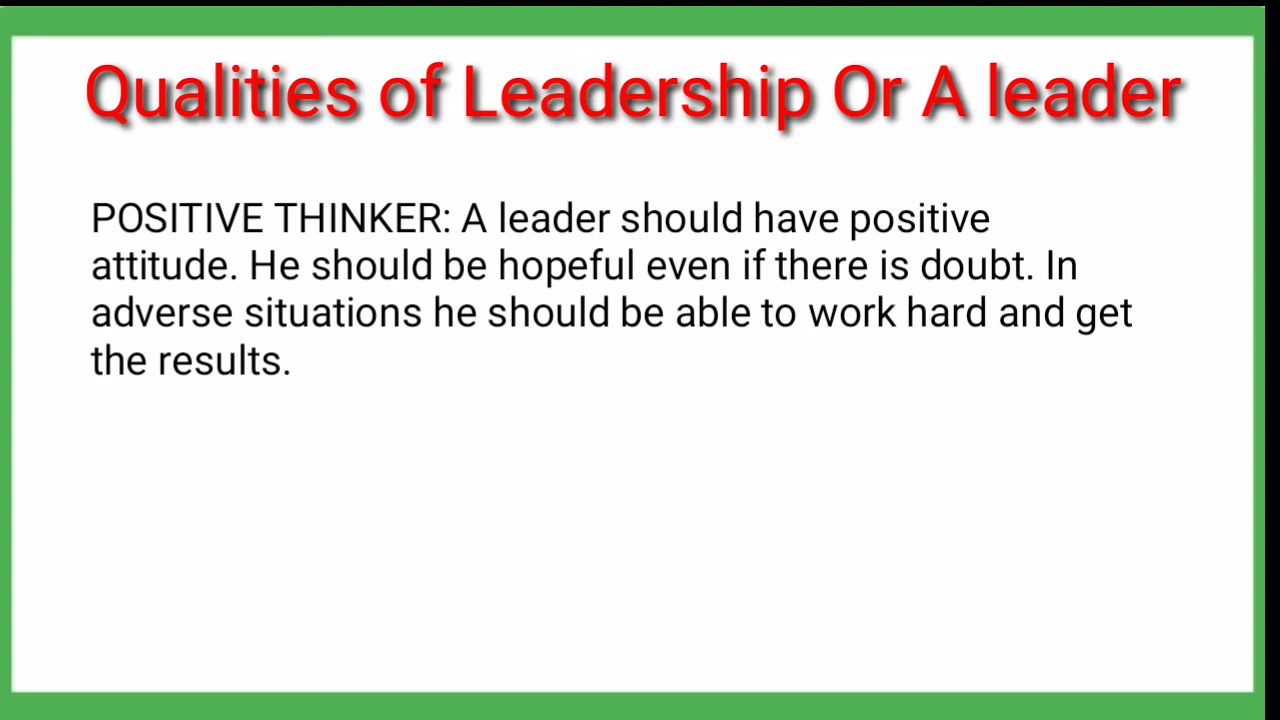 Qualities of Leadership Or A leader
POSITIVE THINKER: A leader should have positive
attitude. He should be hopeful even if there is doubt. In
adverse situations he should be able to work hard and get
the results.